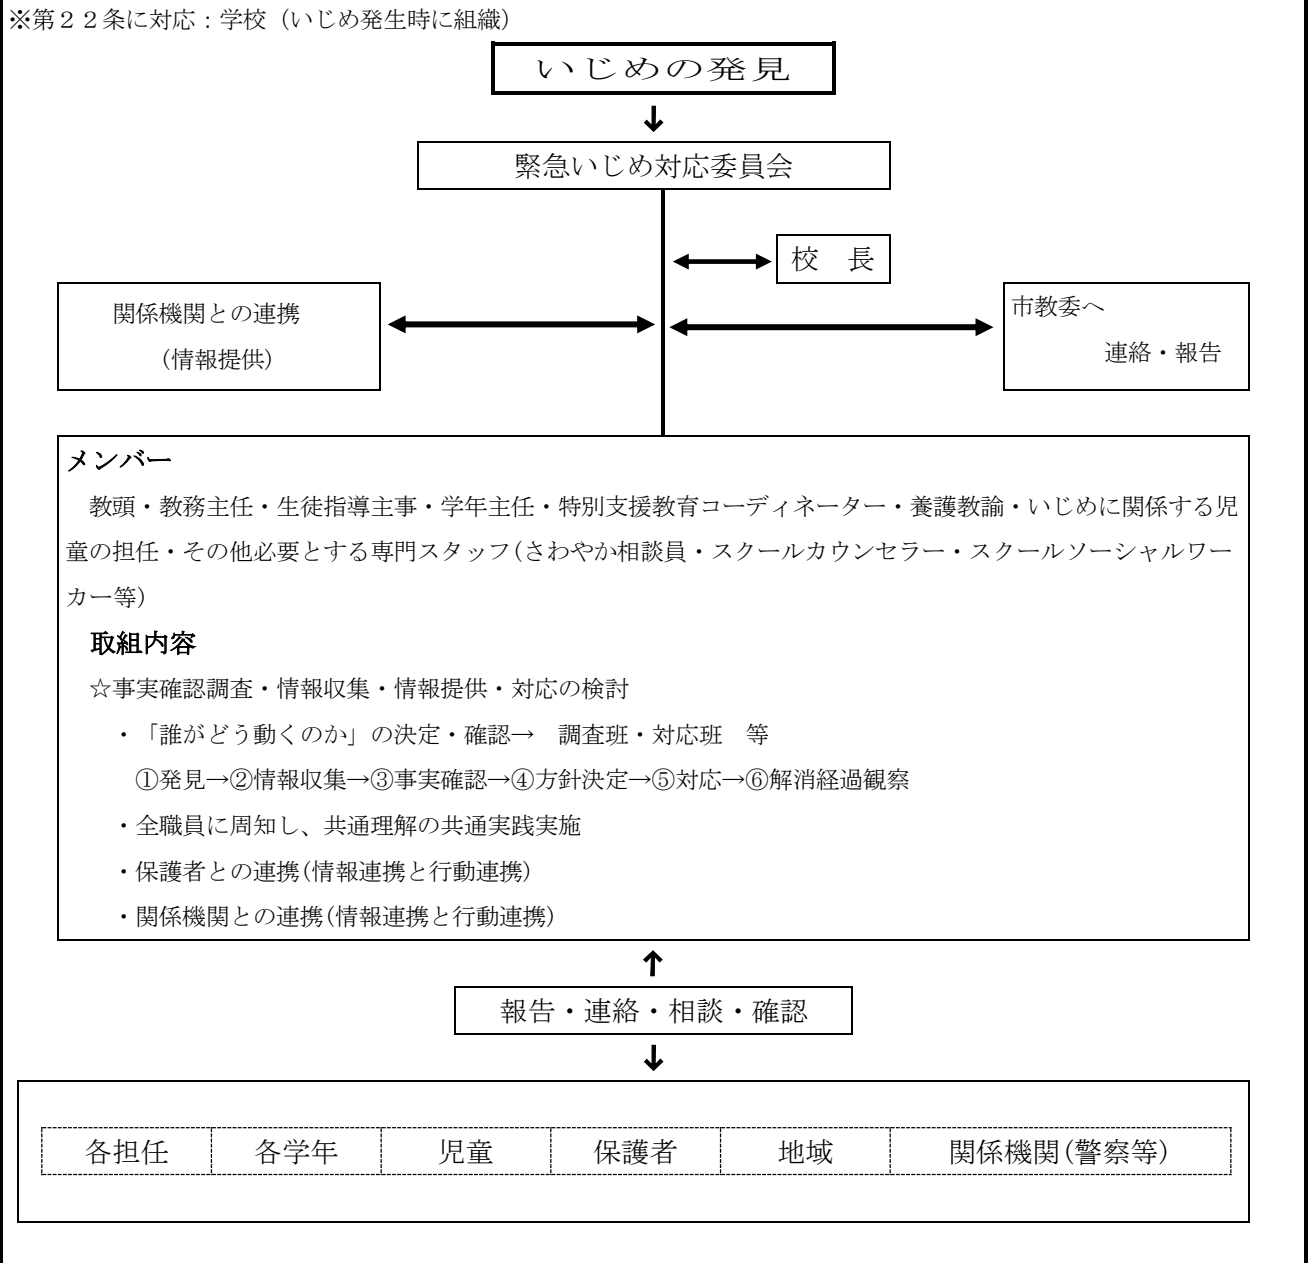 ※第２２条に対応：学校（いじめ発生時に組織）
いじめの発見
↓
緊急いじめ対応委員会
校　長
関係機関との連携
（情報提供）
市教委へ
連絡・報告
メンバー
教頭・教務主任・生徒指導主事・学年主任・特別支援教育コーディネーター・養護教諭・いじめに関係する児
童の担任・その他必要とする専門スタッフ(さわやか相談員・スクールカウンセラー・スクールソーシャルワー
カー等)
取組内容
☆事実確認調査・情報収集・情報提供・対応の検討
・「誰がどう動くのか」の決定・確認→　調査班・対応班　等
①発見→②情報収集→③事実確認→④方針決定→⑤対応→⑥解消経過観察
・全職員に周知し、共通理解の共通実践実施
・保護者との連携(情報連携と行動連携)
・関係機関との連携(情報連携と行動連携)
↑
報告・連絡・相談・確認
↓
各担任
各学年
児童
保護者
地域
関係機関(警察等)